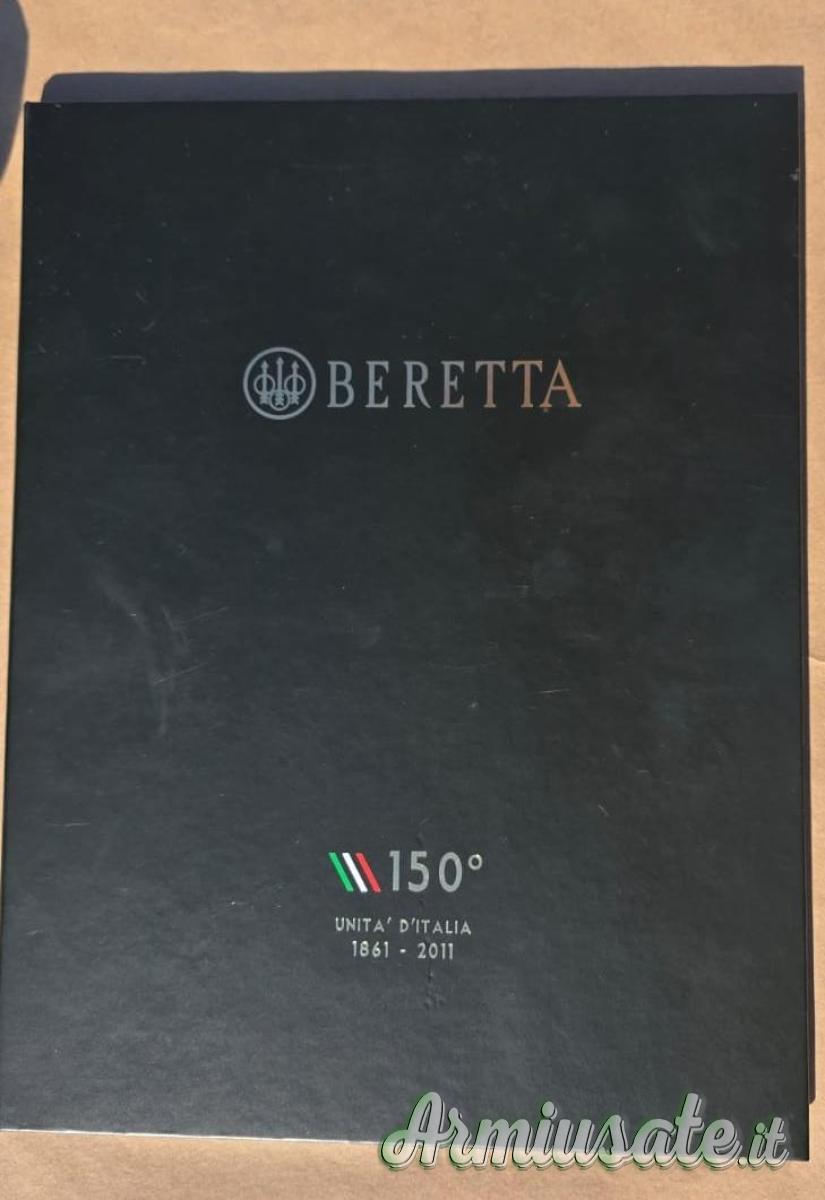 BERETTA
150°
UNITA' D'ITALIA
1861 - 2011
Armiusate.it